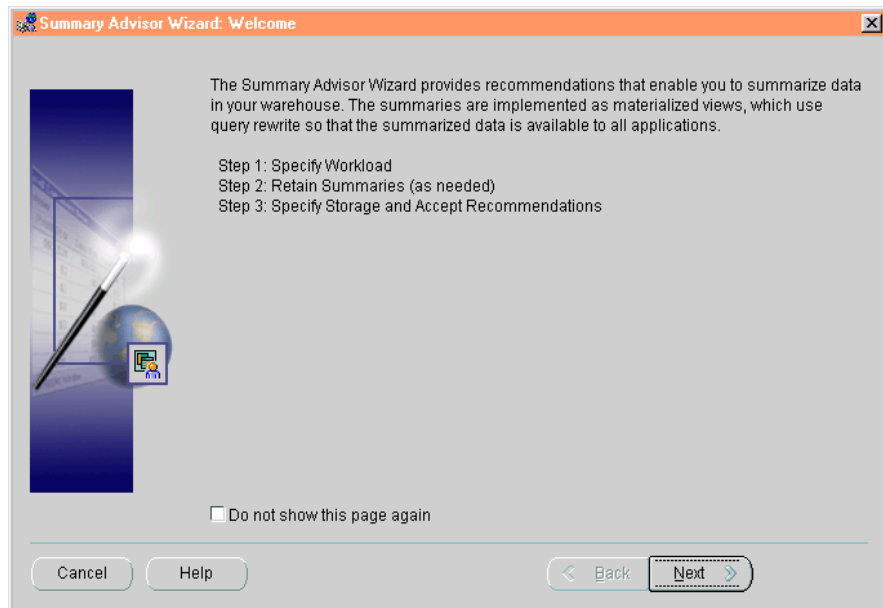 Summary Advisor Wizard: Welcome
The Summary Advisor Wizard provides recommendations that enable you to summarize data
in your warehouse. The summaries are implemented as materialized views, which use
query rewrite so that the summarized data is available to all applications.
Step 1: Specify Workload
Step 2: Retain Summaries (as needed)
Step 3: Specify Storage and Accept Recommendations
Do not show this page again
Cancel
Help
Back
Next